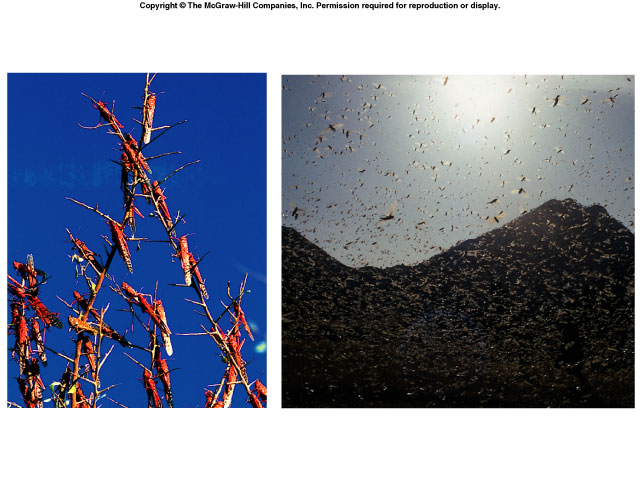 Copyright © The McGraw-Hill Companies, Inc. Permission required for reproduction or display.